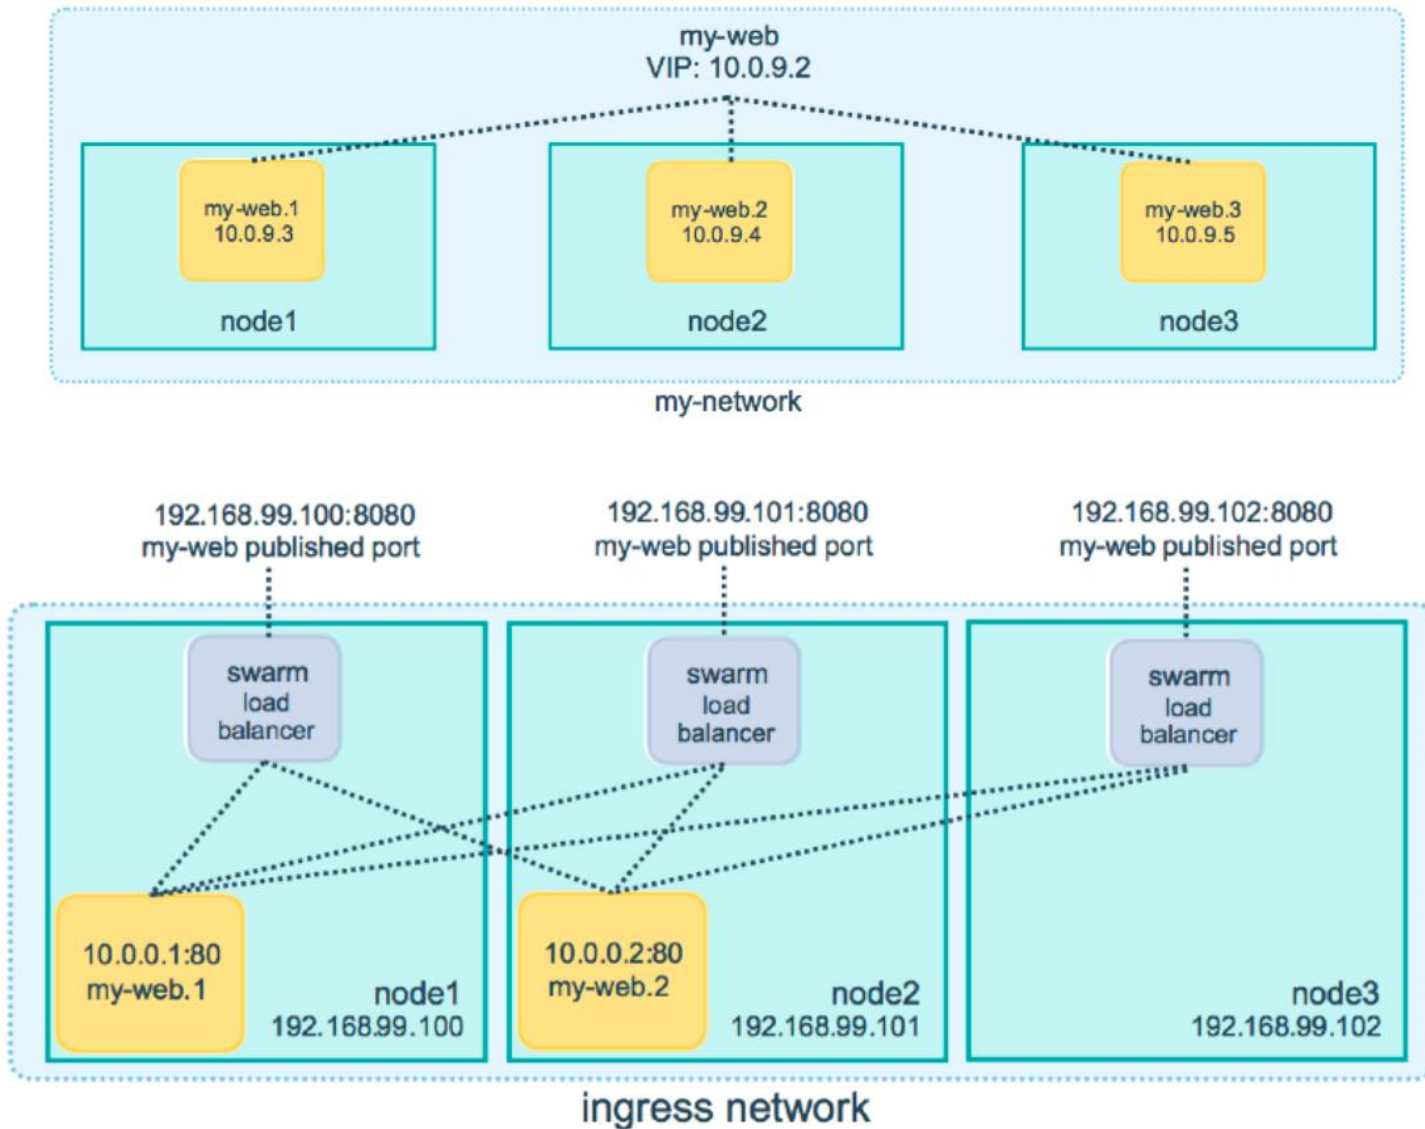 my-web
VIP: 10.0.9.2
my-web.1
10.0.9.3
node1
my-web.2
10.0.9.4
node2
my-web.3
10.0.9.5
node3
my-network
192.168.99.100:8080
my-web published port
192.168.99.101:8080
my-web published port
192.168.99.102:8080
my-web published port
swarm
load
balancer
swarm
load
balancer
swarm
load
balancer
10.0.0.1:80
my-web.1
node1
192.168.99.100
10.0.0.2:80
my-web.2
node2
192.168.99.101
node3
192.168.99.102
ingress network